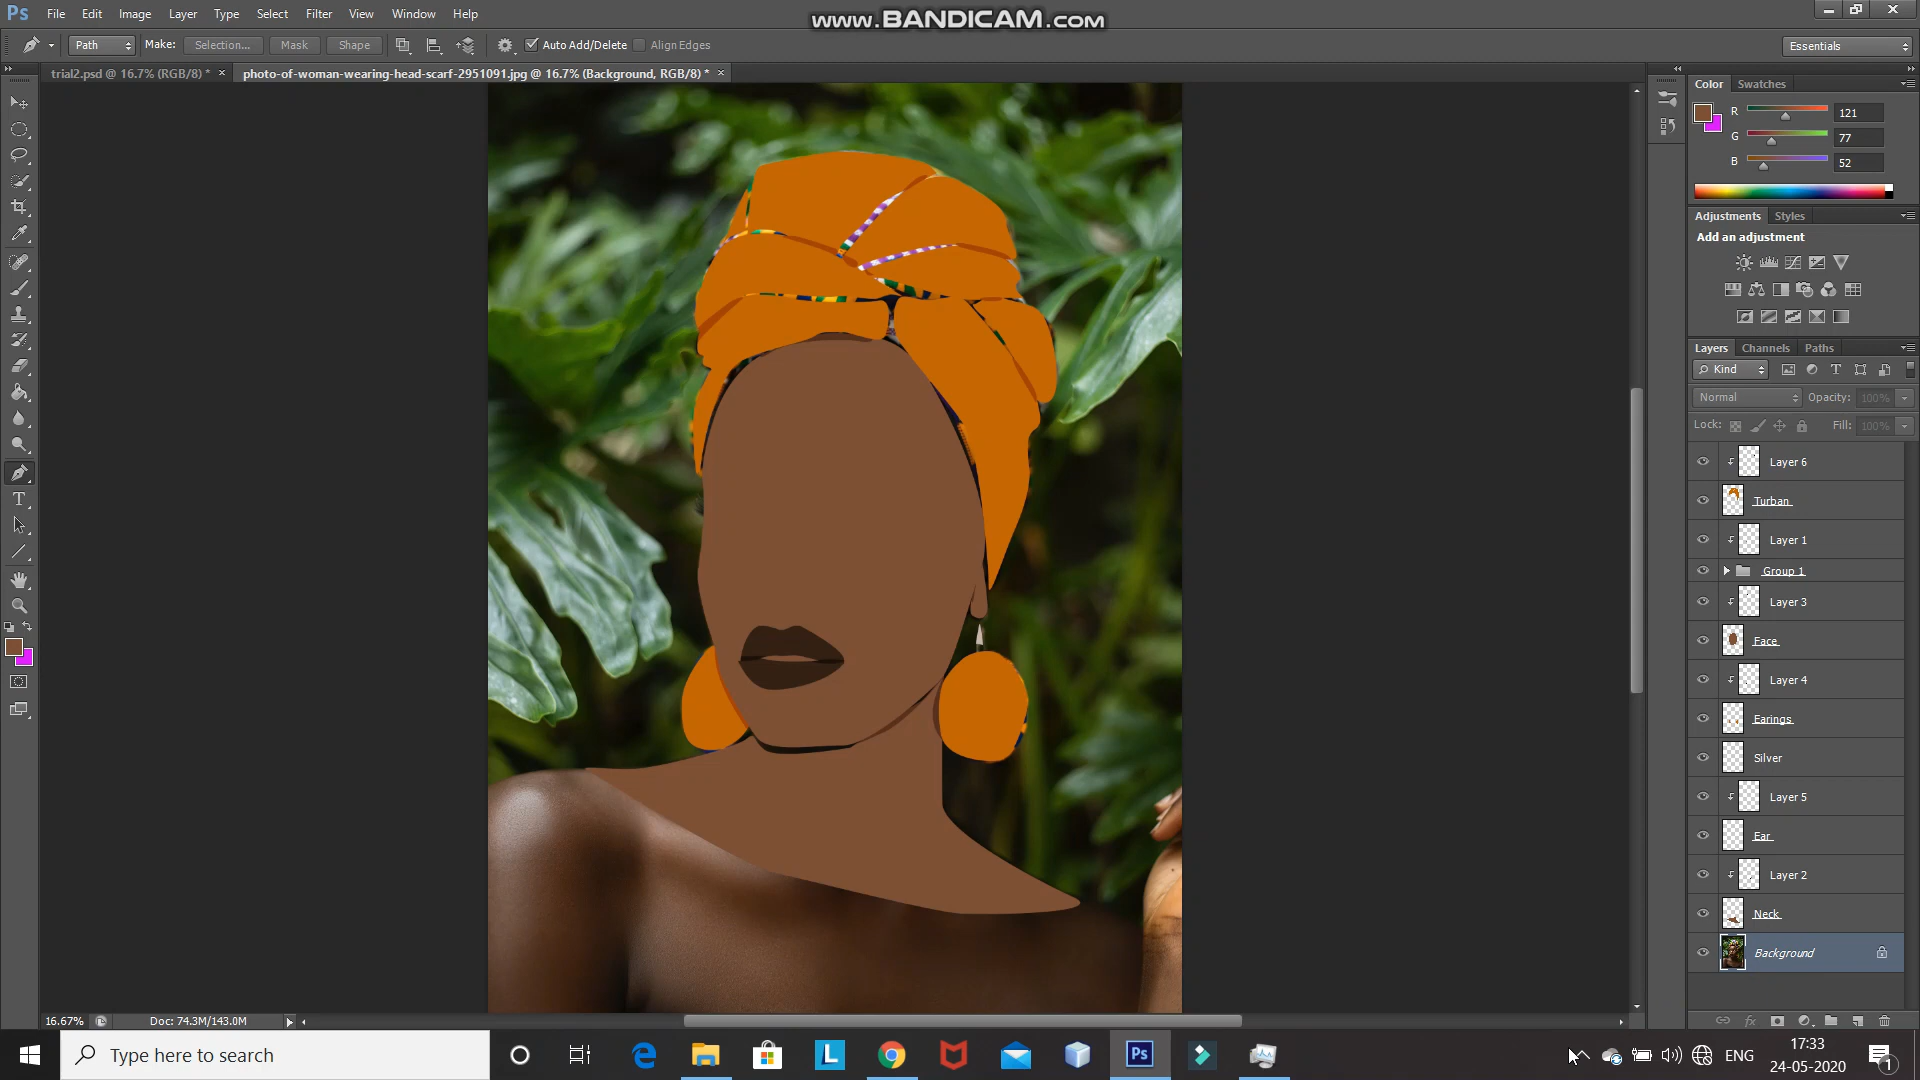 www.BANDICAM.com
Ps File Edit Image Layer Type Select Filter View Window Help
Path Make: Selection... Mask Shape Auto Add/Delete Align Edges Essentials
trial2.psd @ 16.7% (RGB/8) * × photo-of-woman-wearing-head-scarf-2951091.jpg @ 16.7% (Background, RGB/8) * ×
Color Swatches
R 121
G 77
B 52
Adjustments Styles
Add an adjustment
Layers Channels Paths
Kind
Normal Opacity: 100%
Lock: Fill: 100%
Layer 6
Turban
Layer 1
Group 1
Layer 3
Face
Layer 4
Earings
Silver
Layer 5
Ear
Layer 2
Neck
Background
16.67% Doc: 74.3M/143.0M
Type here to search
L
Ps
ENG
17:33
24-05-2020
1